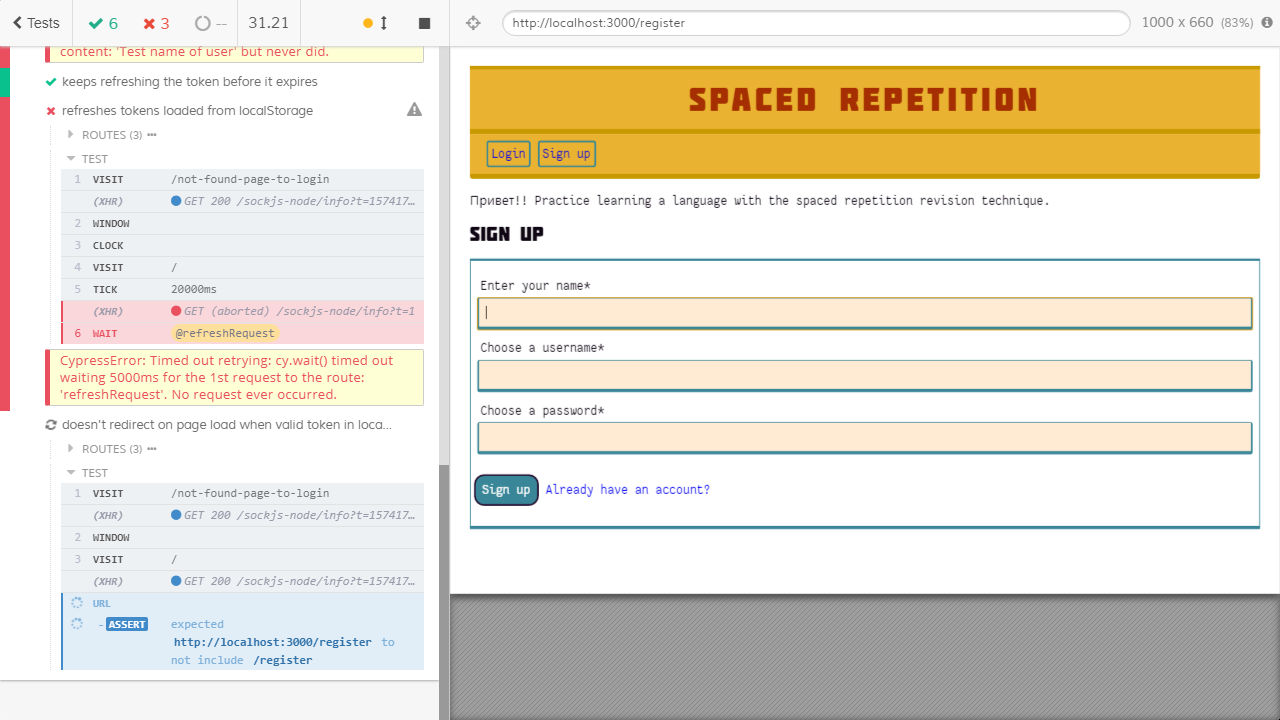 Tests
6
3
--
31.21
content: 'Test name of user' but never did.
keeps refreshing the token before it expires
refreshes tokens loaded from localStorage
ROUTES (3)
TEST
1 VISIT /not-found-page-to-login
(XHR) GET 200 /sockjs-node/info?t=157417…
2 WINDOW
3 CLOCK
4 VISIT /
5 TICK 20000ms
(XHR) GET (aborted) /sockjs-node/info?t=1
6 WAIT @refreshRequest
CypressError: Timed out retrying: cy.wait() timed out
waiting 5000ms for the 1st request to the route:
'refreshRequest'. No request ever occurred.
doesn't redirect on page load when valid token in loca...
ROUTES (3)
TEST
1 VISIT /not-found-page-to-login
(XHR) GET 200 /sockjs-node/info?t=157417…
2 WINDOW
3 VISIT /
(XHR) GET 200 /sockjs-node/info?t=157417…
URL
- ASSERT expected
http://localhost:3000/register to
not include /register
http://localhost:3000/register
1000 x 660 (83%)
SPACED REPETITION
Login Sign up
Привет!! Practice learning a language with the spaced repetition revision technique.
SIGN UP
Enter your name*
Choose a username*
Choose a password*
Sign up Already have an account?